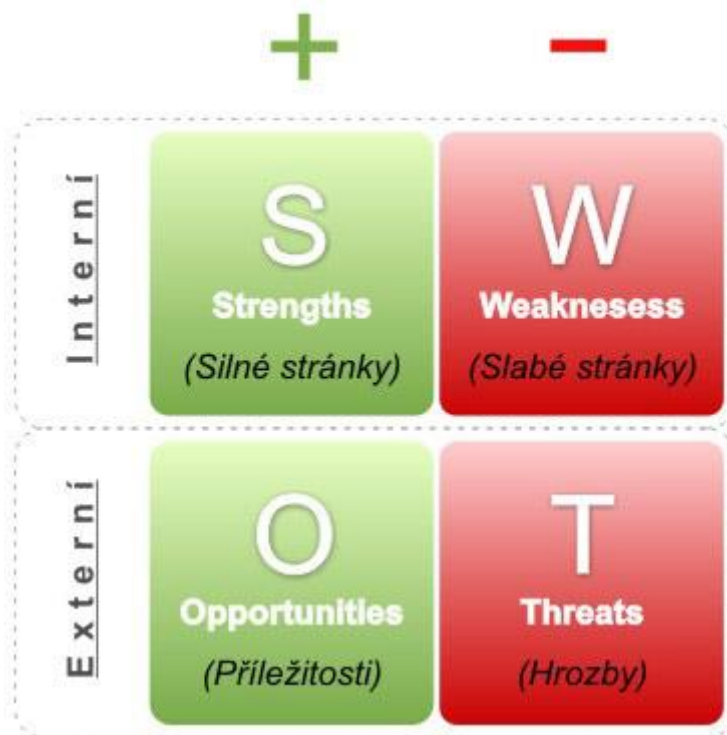 + −
Interní
S
Strengths
(Silné stránky)
W
Weaknesess
(Slabé stránky)
Externí
O
Opportunities
(Příležitosti)
T
Threats
(Hrozby)